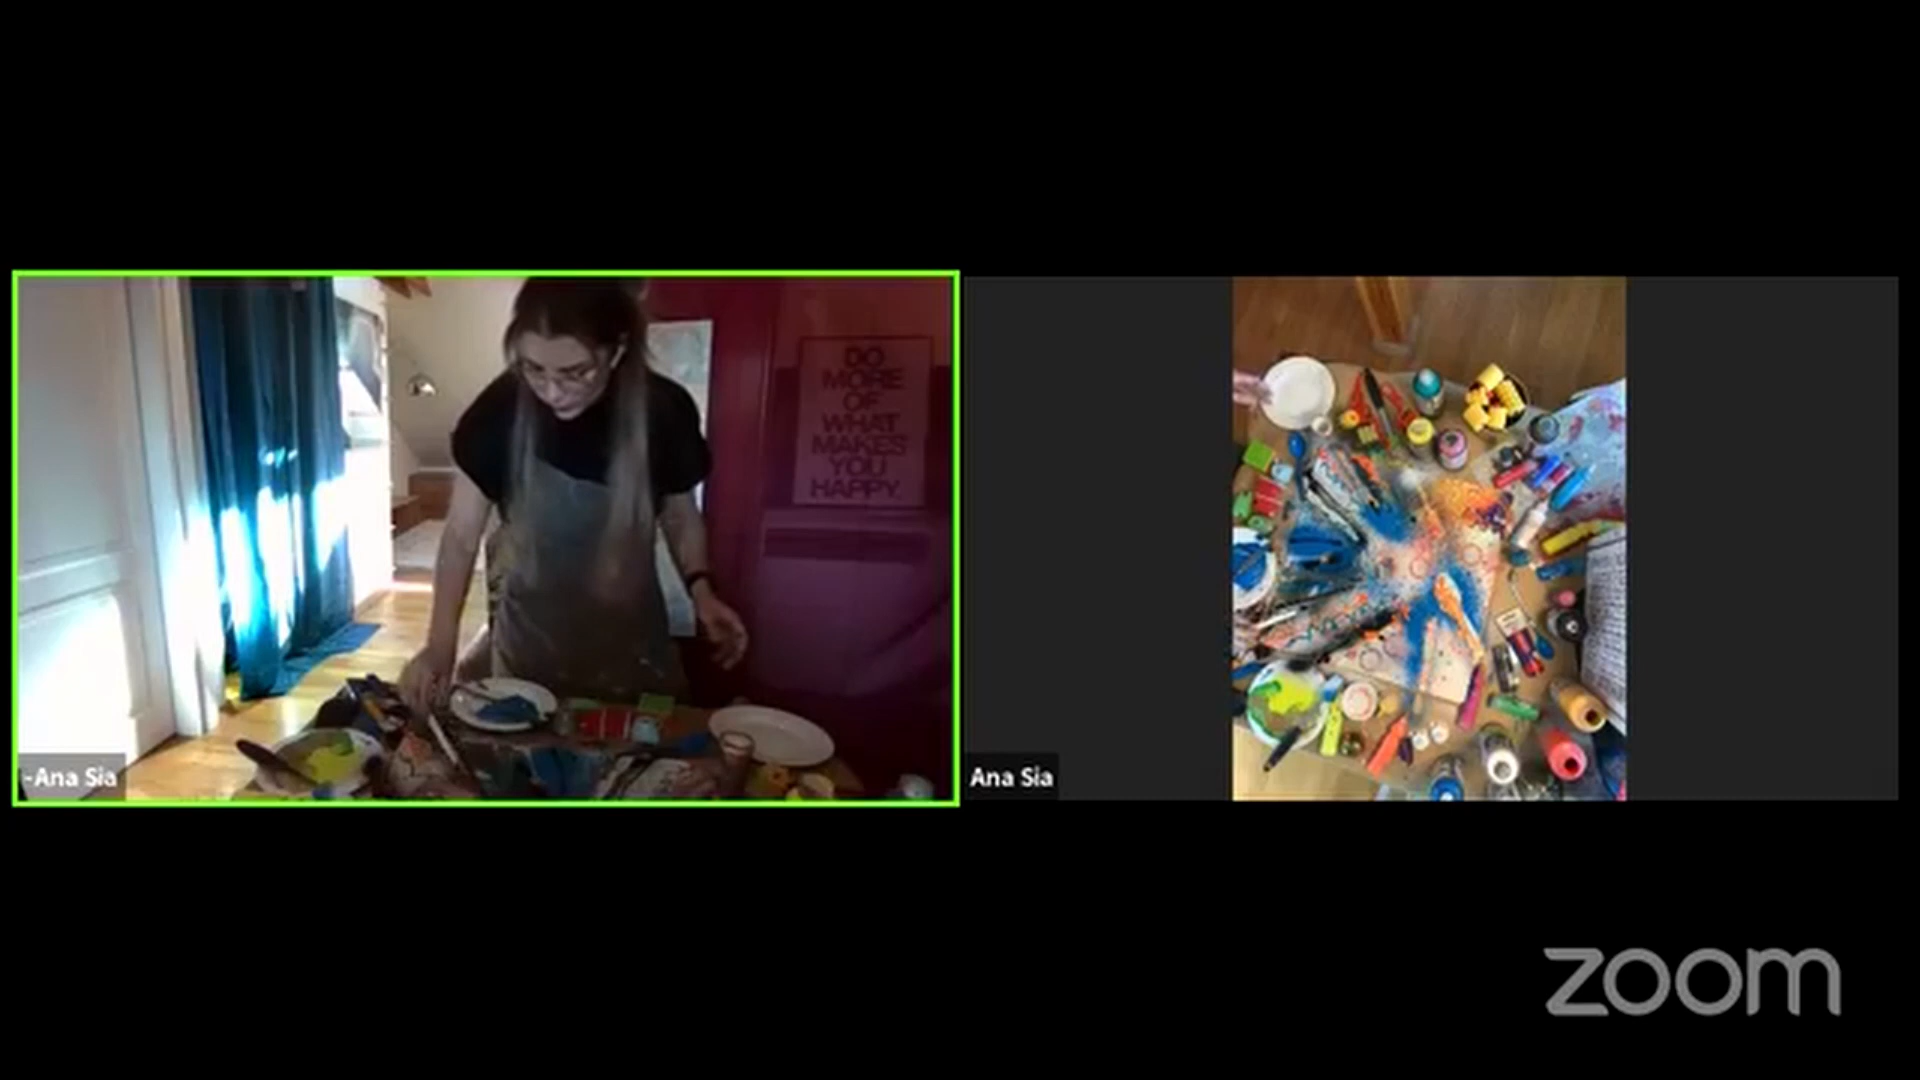 DO
MORE
OF
WHAT
MAKES
YOU
HAPPY.
-Ana Sia
Ana Sia
zoom